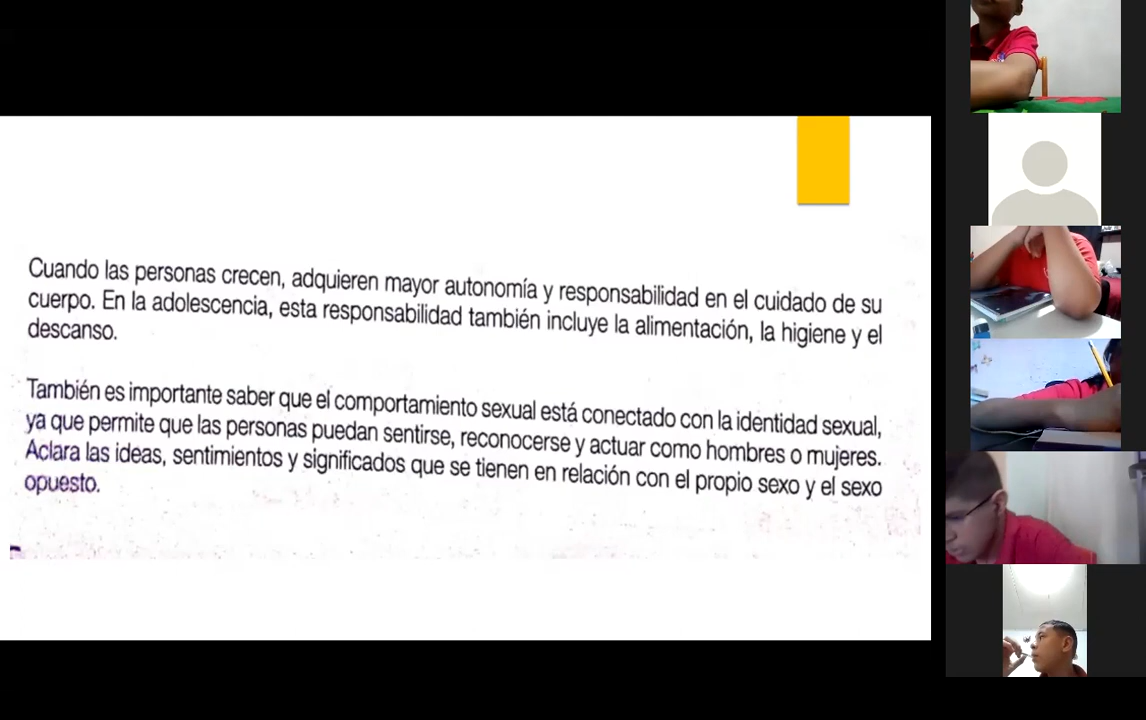 Cuando las personas crecen, adquieren mayor autonomía y responsabilidad en el cuidado de su
cuerpo. En la adolescencia, esta responsabilidad también incluye la alimentación, la higiene y el
descanso.
También es importante saber que el comportamiento sexual está conectado con la identidad sexual,
ya que permite que las personas puedan sentirse, reconocerse y actuar como hombres o mujeres.
Aclara las ideas, sentimientos y significados que se tienen en relación con el propio sexo y el sexo
opuesto.